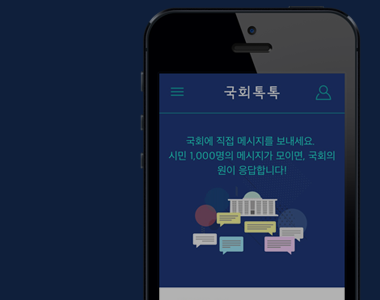 국회톡톡
국회에 직접 메시지를 보내세요.
시민 1,000명의 메시지가 모이면, 국회의
원이 응답합니다!